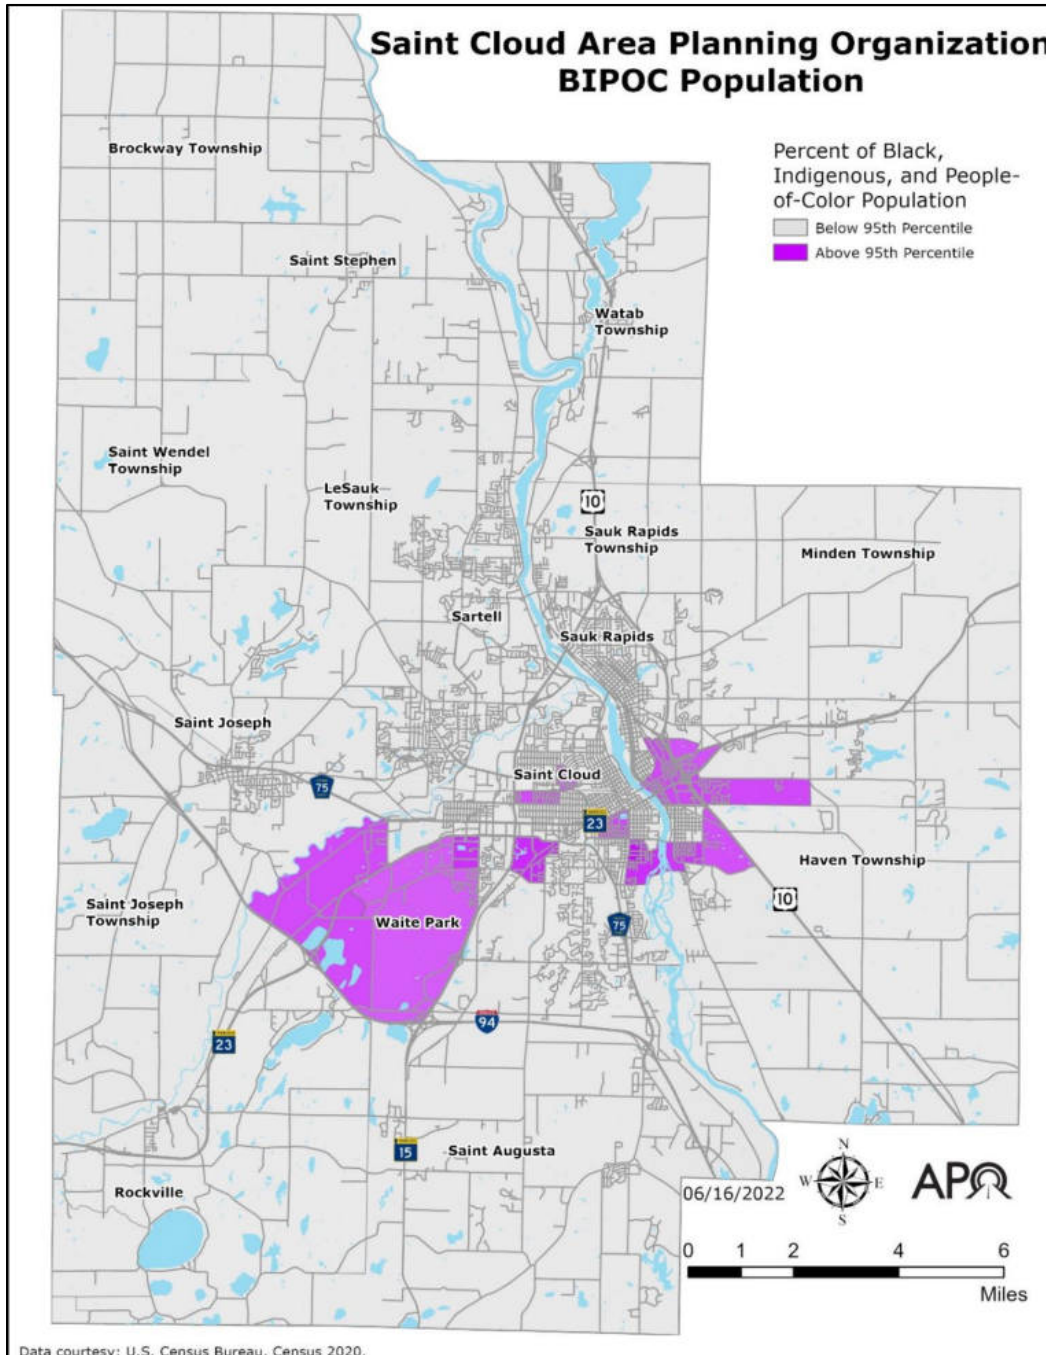 Saint Cloud Area Planning Organization
BIPOC Population
Percent of Black,
Indigenous, and People-
of-Color Population
Below 95th Percentile
Above 95th Percentile
Brockway Township
Saint Stephen
Watab
Township
Saint Wendel
Township
LeSauk
Township
10
Sauk Rapids
Township
Minden Township
Sartell
Sauk Rapids
Saint Joseph
Saint Cloud
75
23
Haven Township
Saint Joseph
Township
Waite Park
10
75
94
23
15
Saint Augusta
Rockville
06/16/2022
N
W
E
S
APO
0 1 2 4 6
Miles
Data courtesy: U.S. Census Bureau, Census 2020.